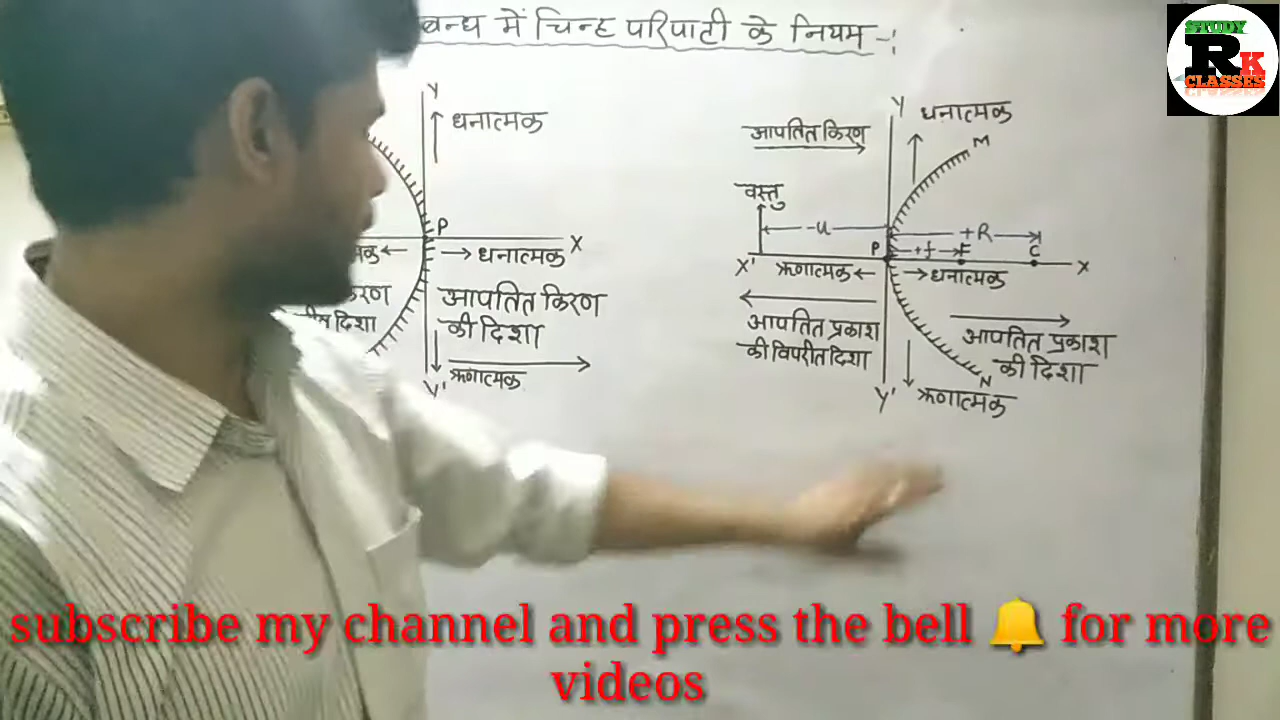 में चिन्ह परिपाटी के नियम -:
STUDY
RK
CLASSES
Y
धनात्मक
P
X
धनात्मक
आपतित किरण
की दिशा
दिशा
ऋणात्मक
Y'
Y
धनात्मक
M
आपतित किरण
वस्तु
-u
+R
P
+f
F
C
X'
ऋणात्मक
धनात्मक
X
आपतित प्रकाश
की विपरीत दिशा
आपतित प्रकाश
की दिशा
N
ऋणात्मक
Y'
subscribe my channel and press the bell 🔔 for more
videos